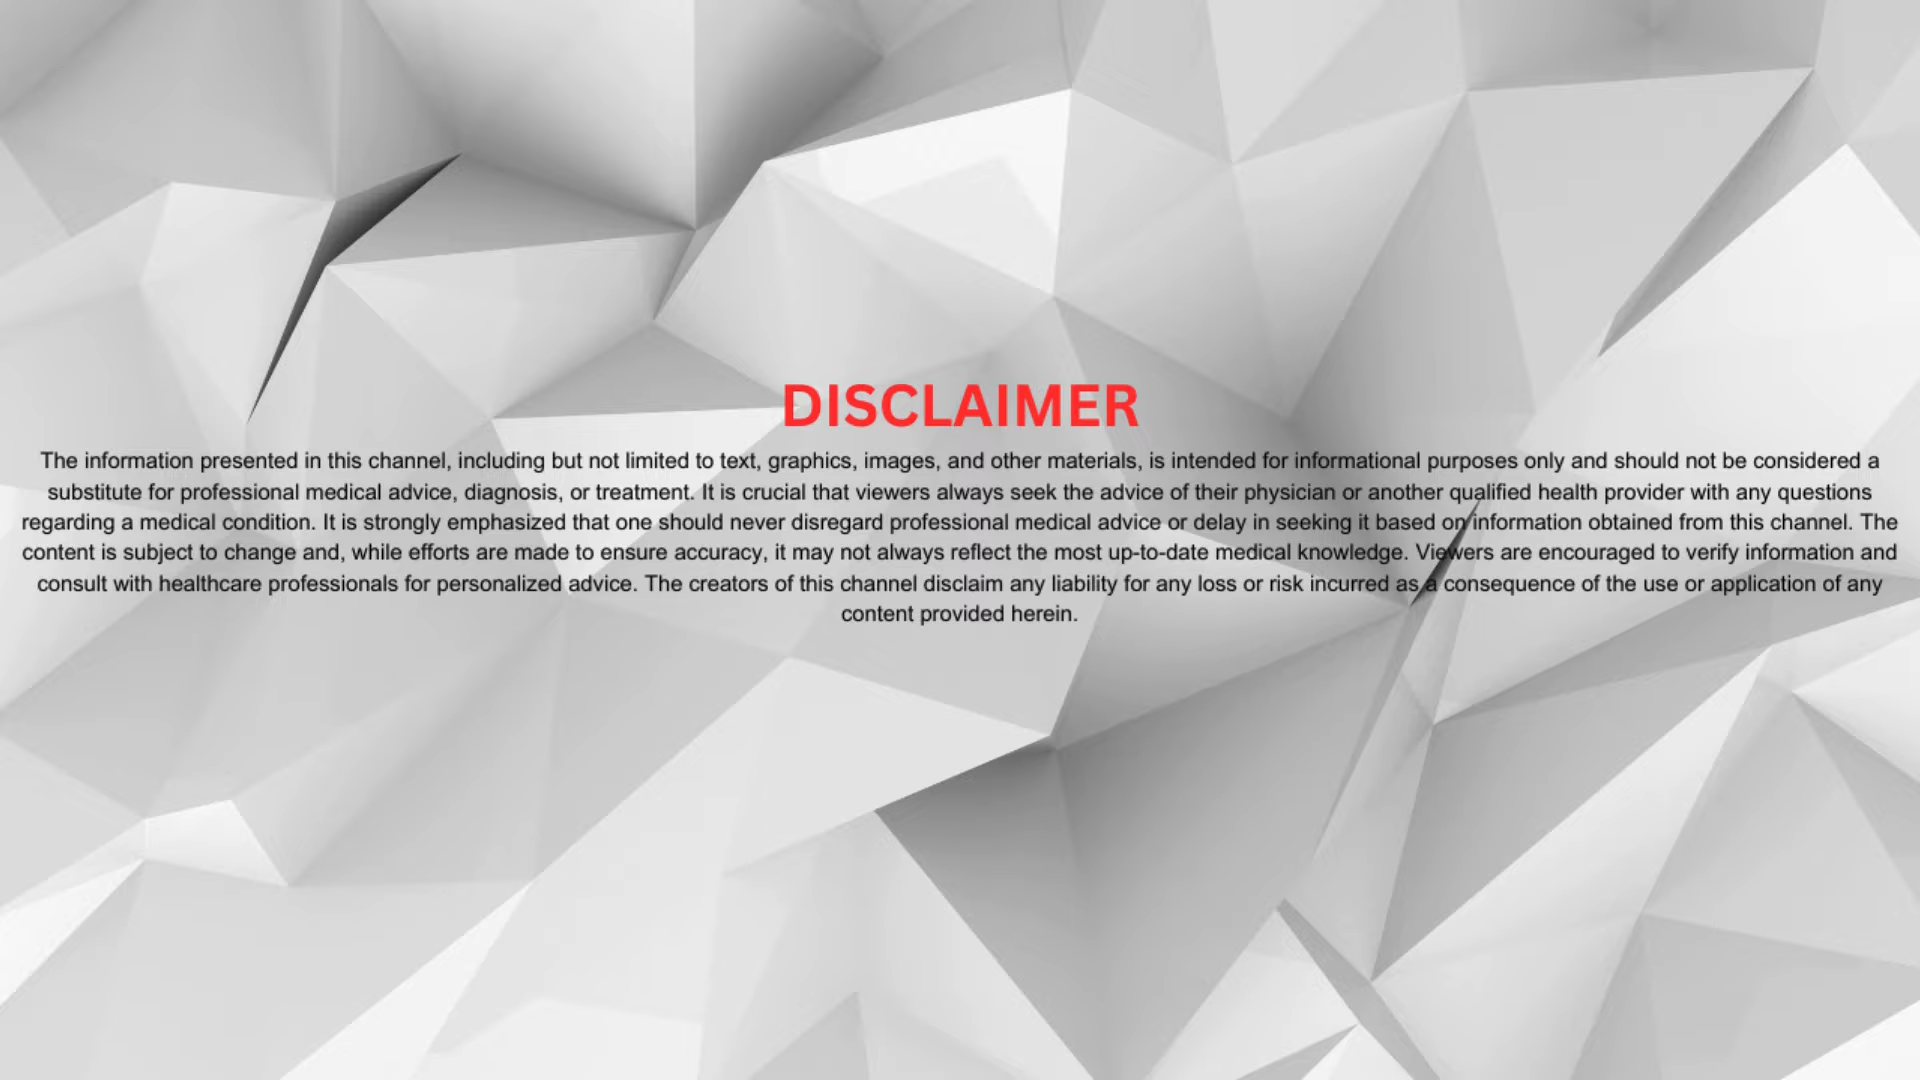 DISCLAIMER
The information presented in this channel, including but not limited to text, graphics, images, and other materials, is intended for informational purposes only and should not be considered a
substitute for professional medical advice, diagnosis, or treatment. It is crucial that viewers always seek the advice of their physician or another qualified health provider with any questions
regarding a medical condition. It is strongly emphasized that one should never disregard professional medical advice or delay in seeking it based on information obtained from this channel. The
content is subject to change and, while efforts are made to ensure accuracy, it may not always reflect the most up-to-date medical knowledge. Viewers are encouraged to verify information and
consult with healthcare professionals for personalized advice. The creators of this channel disclaim any liability for any loss or risk incurred as a consequence of the use or application of any
content provided herein.